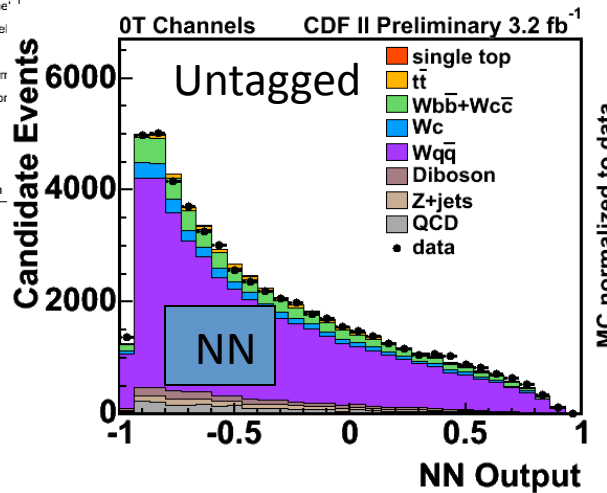 0T Channels CDF II Preliminary 3.2 fb⁻¹
Untagged
single top
tt̄
Wbb̄+Wcc̄
Wc
Wqq̄
Diboson
Z+jets
QCD
data
Candidate Events
6000
4000
2000
0
NN
-1 -0.5 0 0.5 1
NN Output
MC normalized to data